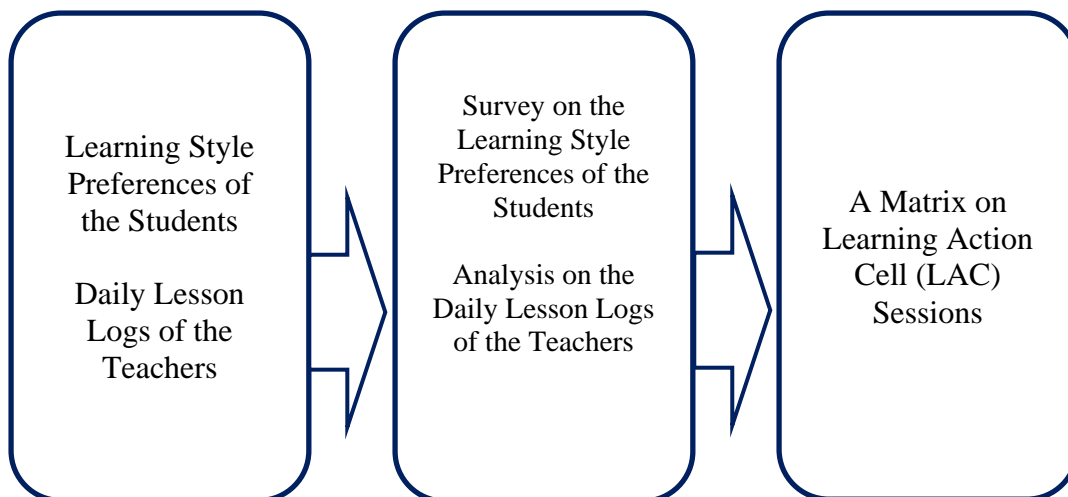 Learning Style
Preferences of
the Students
Daily Lesson
Logs of the
Teachers
Survey on the
Learning Style
Preferences of the
Students
Analysis on the
Daily Lesson Logs
of the Teachers
A Matrix on
Learning Action
Cell (LAC)
Sessions